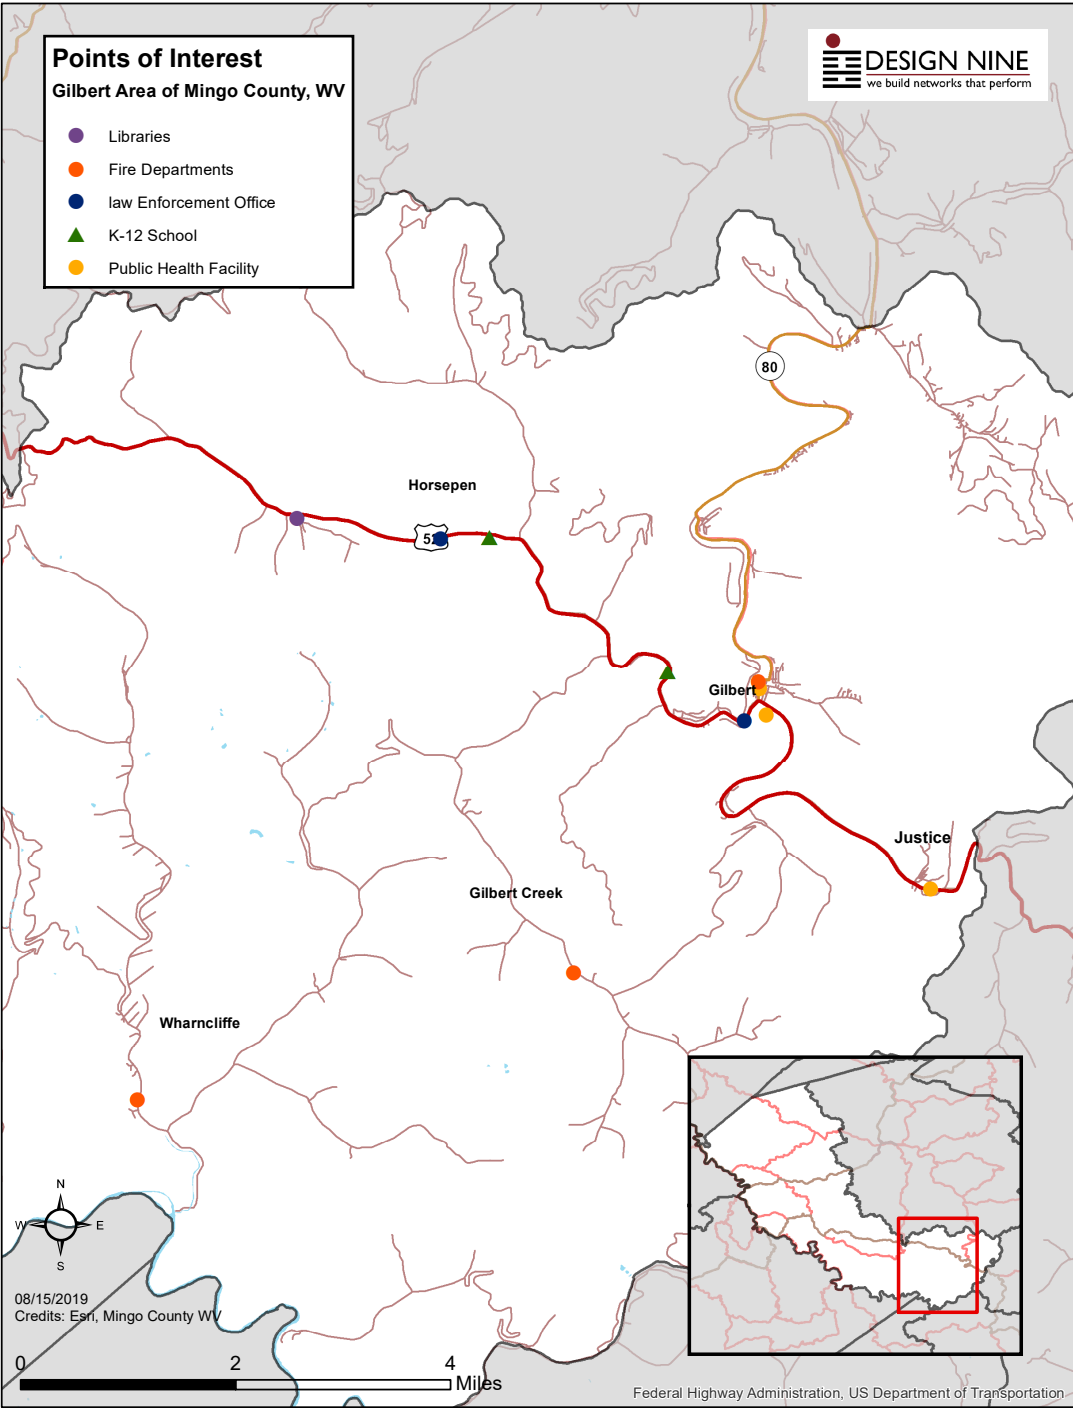 Points of Interest
Gilbert Area of Mingo County, WV
Libraries
Fire Departments
law Enforcement Office
K-12 School
Public Health Facility
DESIGN NINE
we build networks that perform
80
Horsepen
Gilbert
Justice
Gilbert Creek
Wharncliffe
N
W E
S
08/15/2019
Credits: Esri, Mingo County WV
0 2 4
Miles
Federal Highway Administration, US Department of Transportation